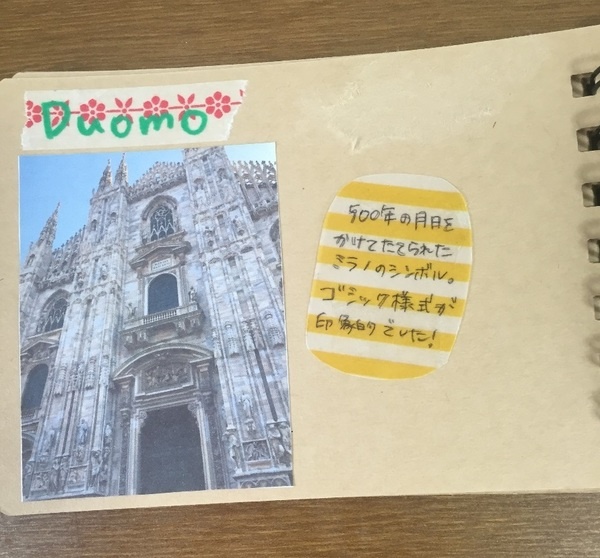 Duomo
500年の月日を
かけてたてられた
ミラノのシンボル。
ゴシック様式が
印象的でした!